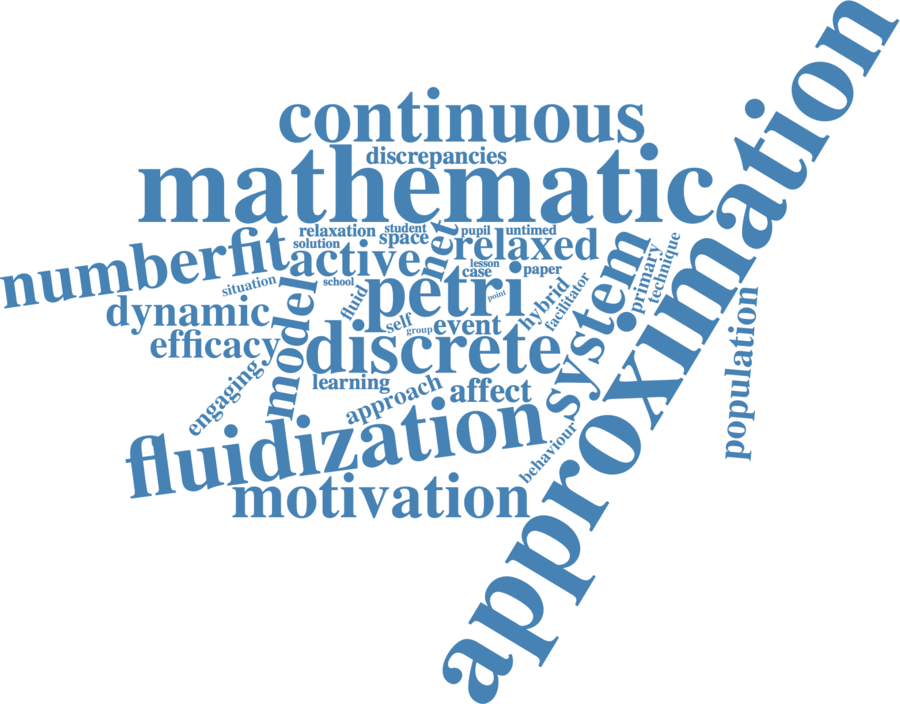 approximation
continuous
discrepancies
mathematic
relaxation
student
pupil
untimed
solution
space
net
relaxed
numberfit
active
lesson
case
paper
system
primary
technique
situation
school
petri
point
hybrid
facilitator
dynamic
model
fluid
self
group
event
population
efficacy
discrete
engaging
learning
approach
affect
fluidization
behaviour
motivation